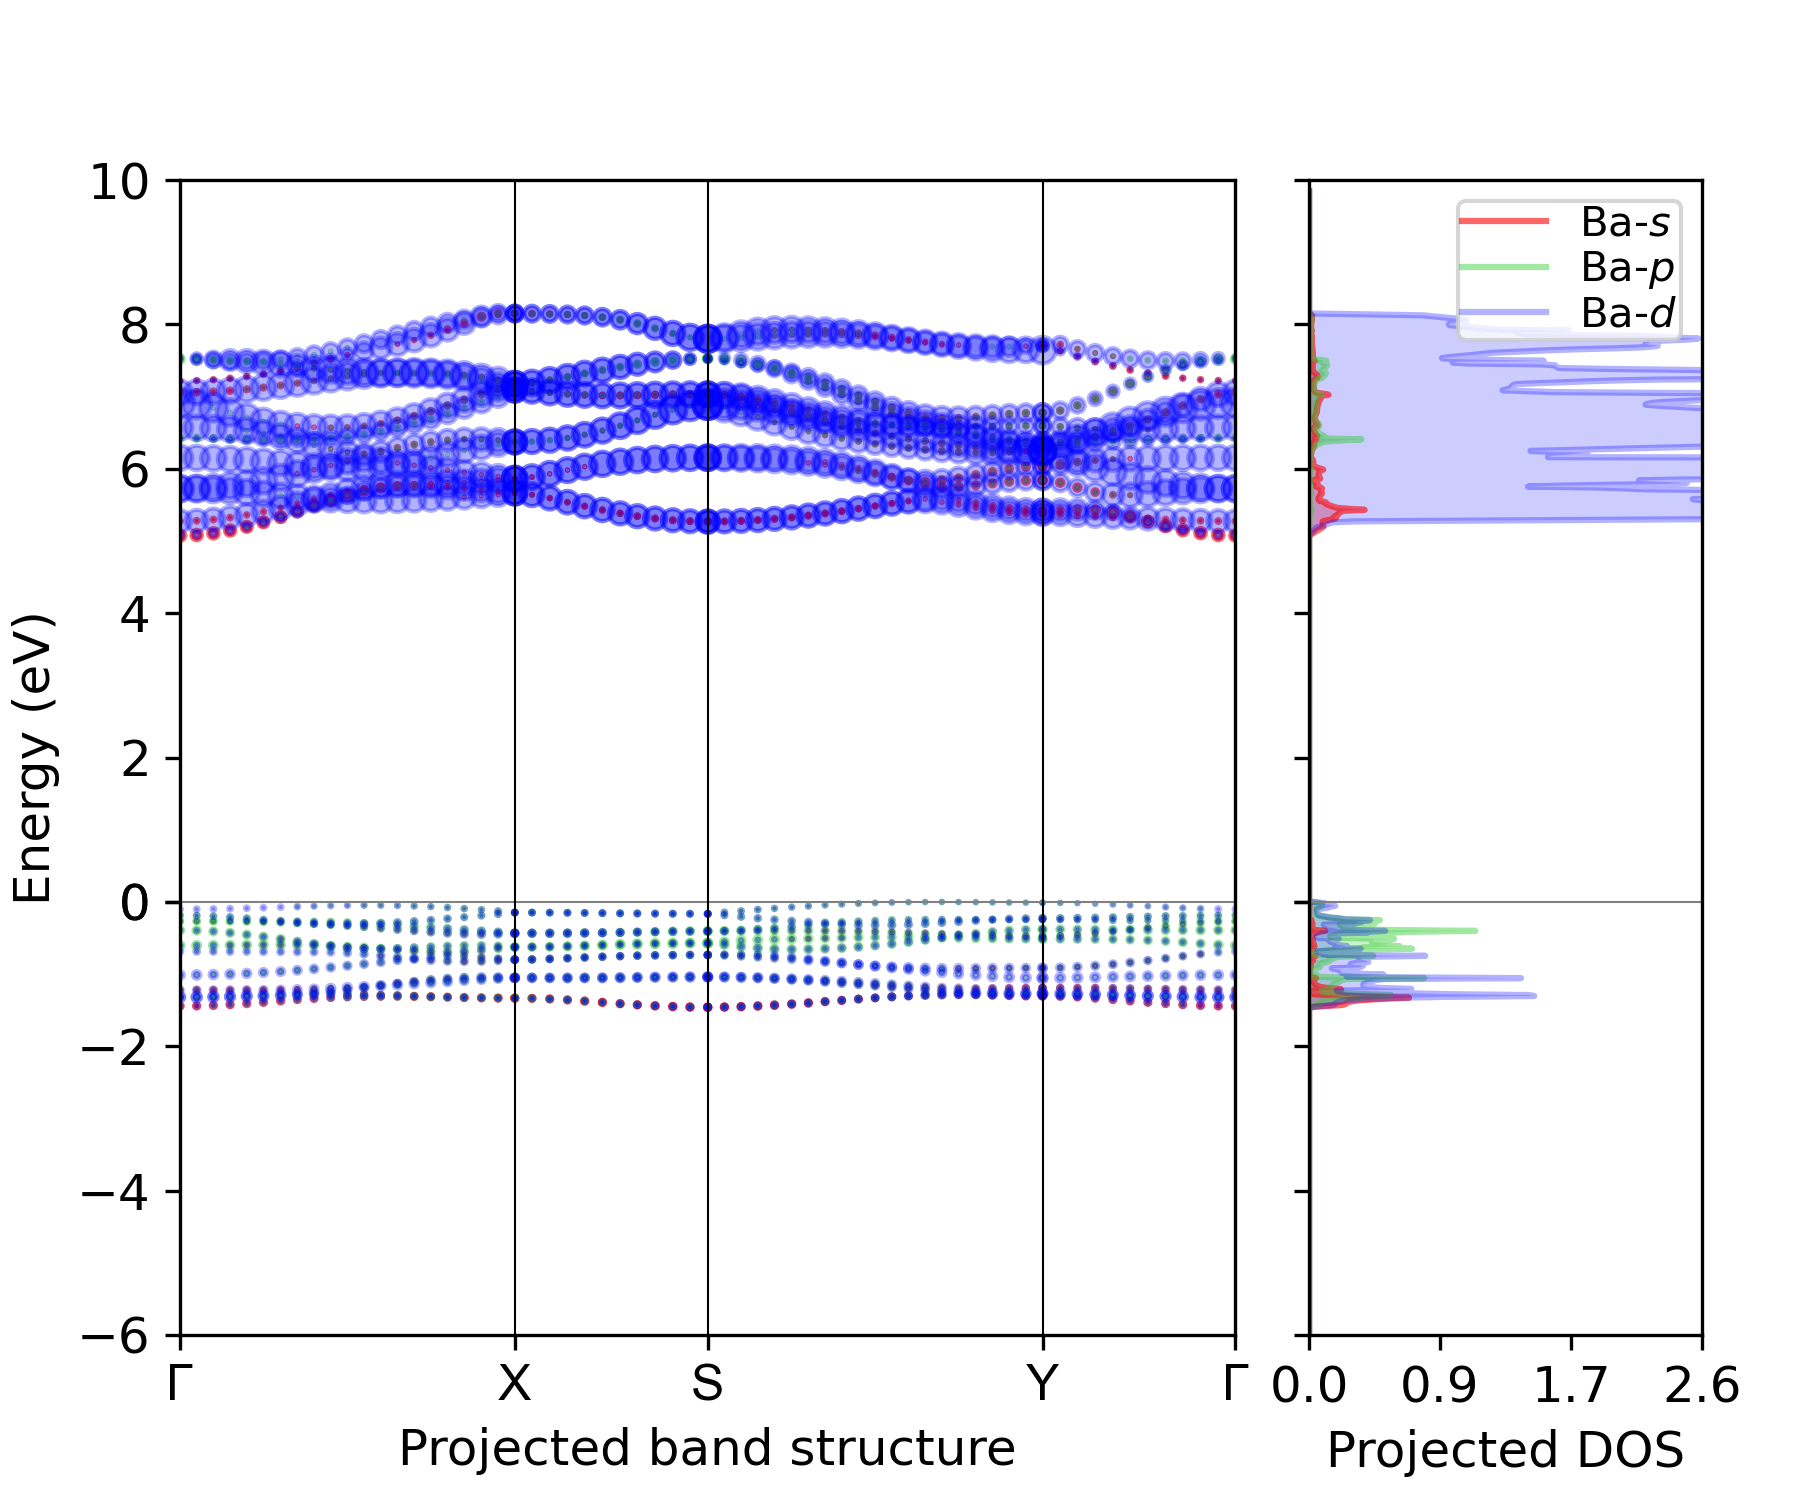 10
8
6
4
2
0
−2
−4
−6
Energy (eV)
Γ X S Y Γ
Projected band structure
Ba-s
Ba-p
Ba-d
0.0 0.9 1.7 2.6
Projected DOS